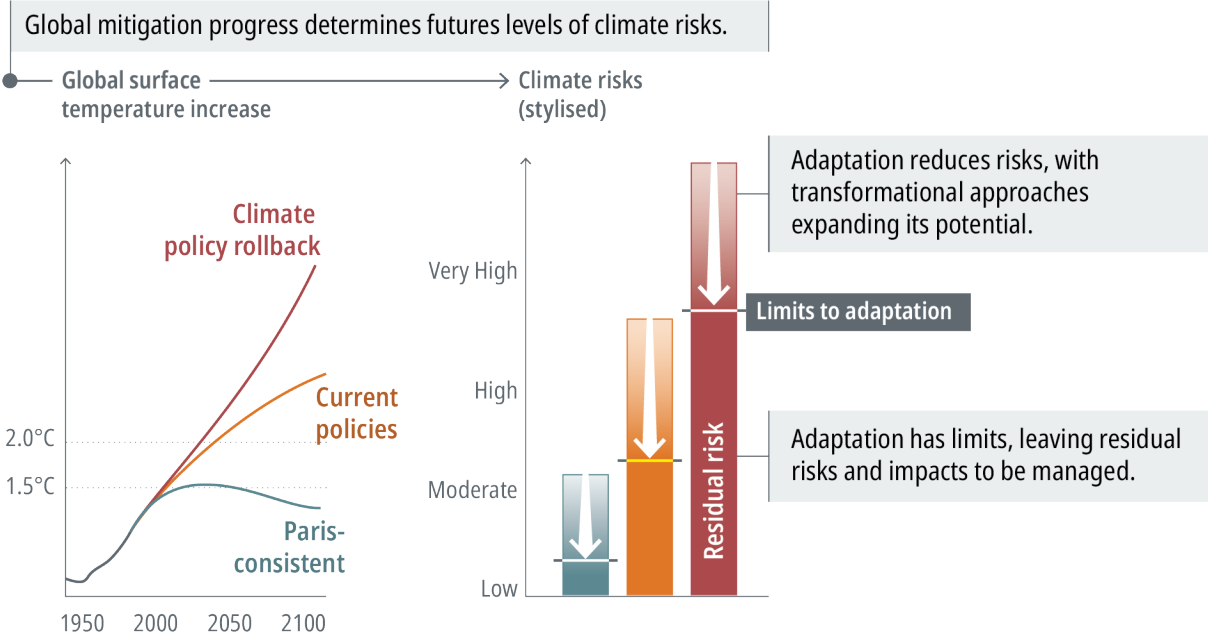 Global mitigation progress determines futures levels of climate risks.
Global surface
temperature increase
Climate risks
(stylised)
Climate
policy rollback
Current
policies
Paris-
consistent
2.0°C
1.5°C
1950
2000
2050
2100
Very High
High
Moderate
Low
Residual risk
Adaptation reduces risks, with
transformational approaches
expanding its potential.
Limits to adaptation
Adaptation has limits, leaving residual
risks and impacts to be managed.